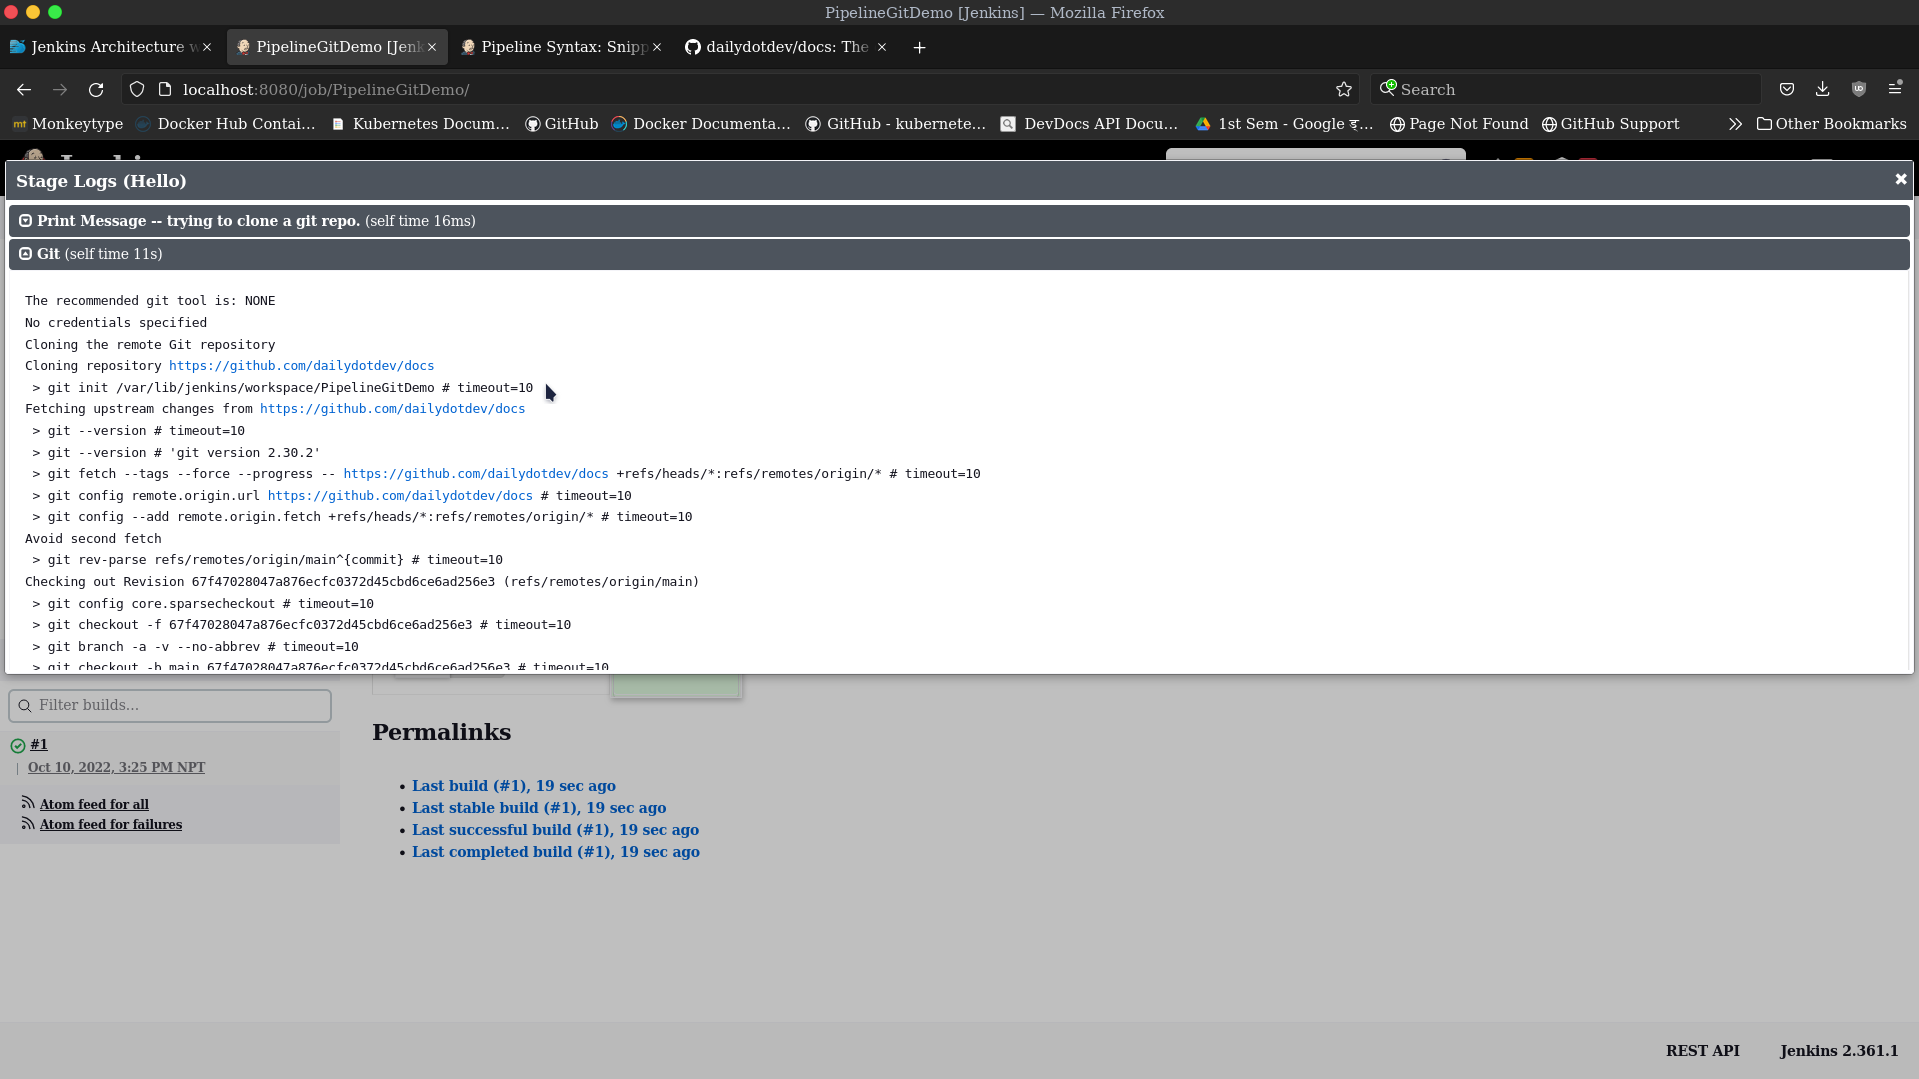 PipelineGitDemo [Jenkins] — Mozilla Firefox
Jenkins Architecture w
PipelineGitDemo [Jenk
Pipeline Syntax: Snipp
dailydotdev/docs: The
localhost:8080/job/PipelineGitDemo/
Search
Monkeytype
Docker Hub Contai...
Kubernetes Docum...
GitHub
Docker Documenta...
GitHub - kubernete...
DevDocs API Docu...
1st Sem - Google ड्...
Page Not Found
GitHub Support
Other Bookmarks
Stage Logs (Hello)
Print Message -- trying to clone a git repo. (self time 16ms)
Git (self time 11s)
The recommended git tool is: NONE
No credentials specified
Cloning the remote Git repository
Cloning repository https://github.com/dailydotdev/docs
> git init /var/lib/jenkins/workspace/PipelineGitDemo # timeout=10
Fetching upstream changes from https://github.com/dailydotdev/docs
> git --version # timeout=10
> git --version # 'git version 2.30.2'
> git fetch --tags --force --progress -- https://github.com/dailydotdev/docs +refs/heads/*:refs/remotes/origin/* # timeout=10
> git config remote.origin.url https://github.com/dailydotdev/docs # timeout=10
> git config --add remote.origin.fetch +refs/heads/*:refs/remotes/origin/* # timeout=10
Avoid second fetch
> git rev-parse refs/remotes/origin/main^{commit} # timeout=10
Checking out Revision 67f47028047a876ecfc0372d45cbd6ce6ad256e3 (refs/remotes/origin/main)
> git config core.sparsecheckout # timeout=10
> git checkout -f 67f47028047a876ecfc0372d45cbd6ce6ad256e3 # timeout=10
> git branch -a -v --no-abbrev # timeout=10
> git checkout -b main 67f47028047a876ecfc0372d45cbd6ce6ad256e3 # timeout=10
Filter builds...
#1
Oct 10, 2022, 3:25 PM NPT
Atom feed for all
Atom feed for failures
Permalinks
Last build (#1), 19 sec ago
Last stable build (#1), 19 sec ago
Last successful build (#1), 19 sec ago
Last completed build (#1), 19 sec ago
REST API
Jenkins 2.361.1